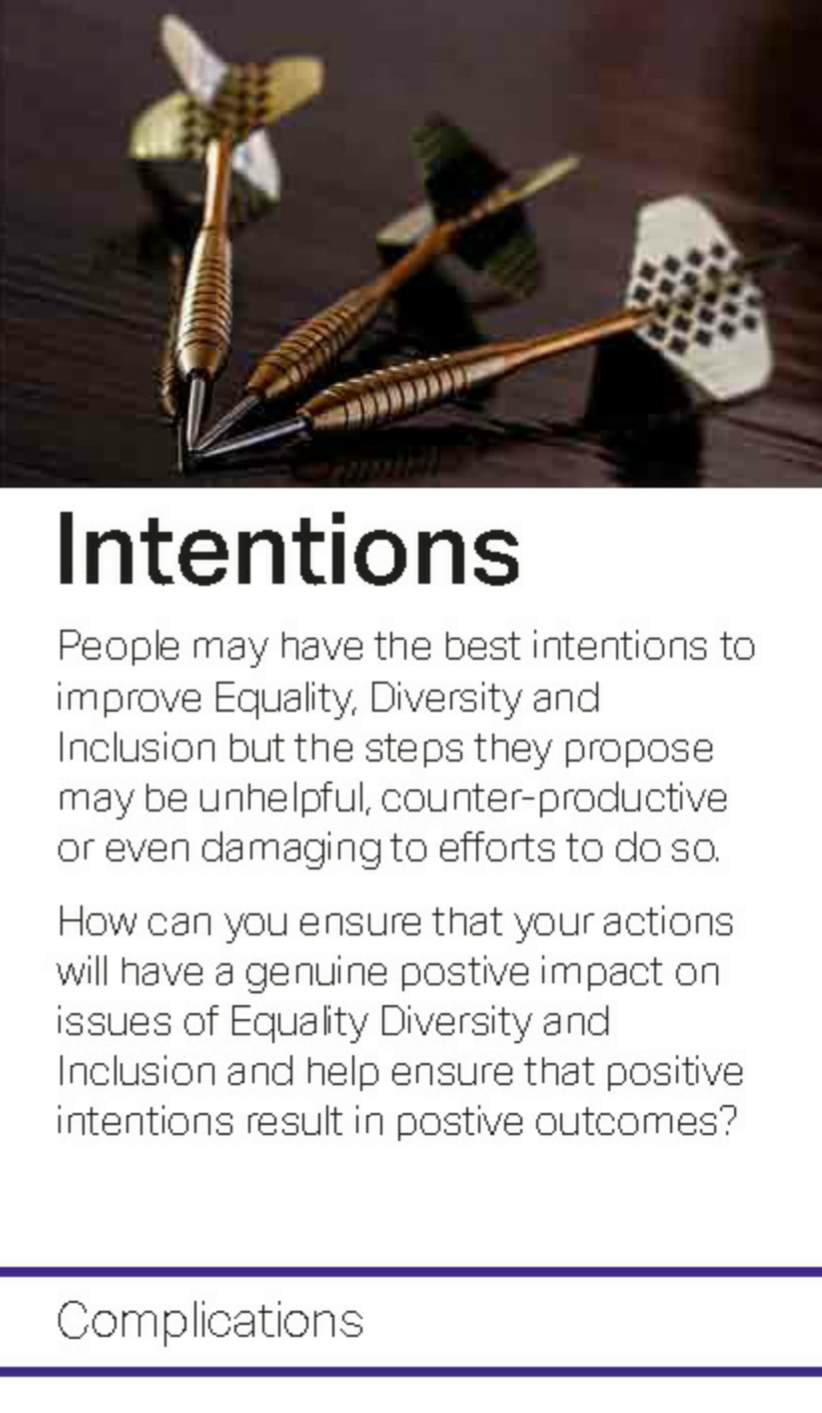 Intentions
People may have the best intentions to
improve Equality, Diversity and
Inclusion but the steps they propose
may be unhelpful, counter-productive
or even damaging to efforts to do so.
How can you ensure that your actions
will have a genuine postive impact on
issues of Equality Diversity and
Inclusion and help ensure that positive
intentions result in postive outcomes?
Complications